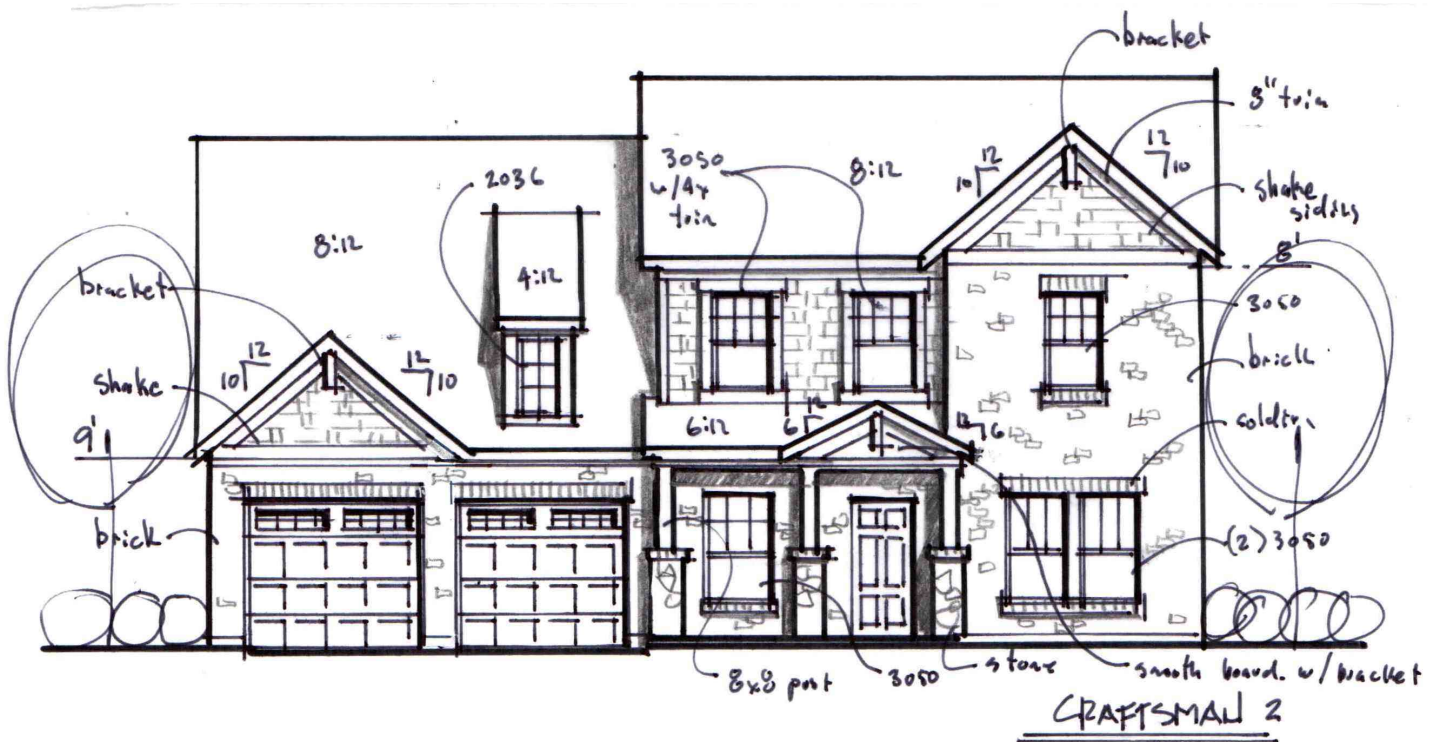 bracket
8" trim
3050
w/4x
trim
8:12
12
10
12
10
shake
siding
8'
2036
8:12
4:12
bracket
12
10
12
10
shake
3050
brick
6:12
12
6
12
6
9'
soldier
brick
(2) 3050
8x8 post
3050
stone
smooth board. w/ bracket
CRAFTSMAN 2